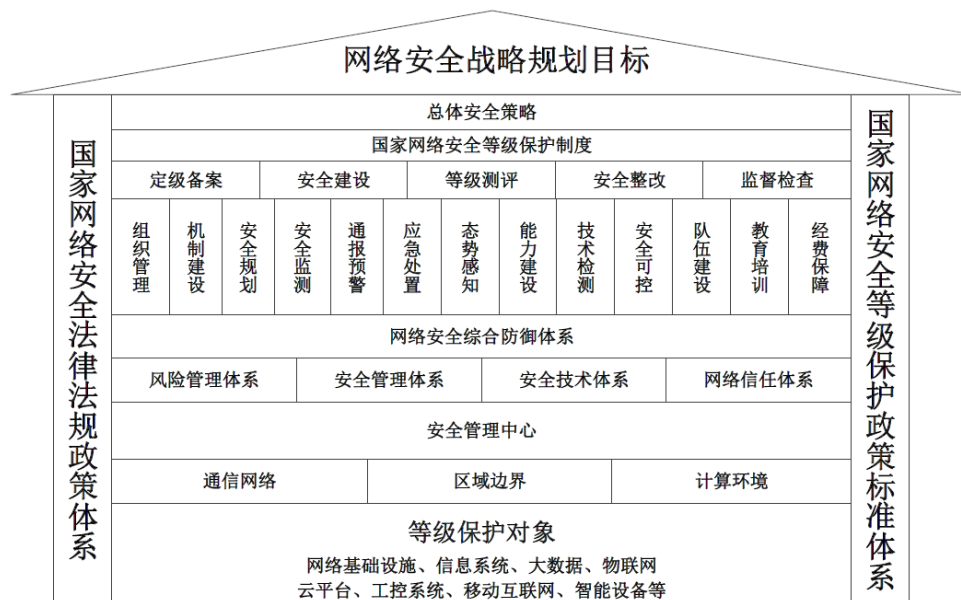 网络安全战略规划目标
国家网络安全法律法规政策体系
总体安全策略
国家网络安全等级保护制度
定级备案 安全建设 等级测评 安全整改 监督检查
组织管理 机制建设 安全规划 安全监测 通报预警 应急处置 态势感知 能力建设 技术检测 安全可控 队伍建设 教育培训 经费保障
网络安全综合防御体系
风险管理体系 安全管理体系 安全技术体系 网络信任体系
安全管理中心
通信网络 区域边界 计算环境
等级保护对象
网络基础设施、信息系统、大数据、物联网
云平台、工控系统、移动互联网、智能设备等
国家网络安全等级保护政策标准体系